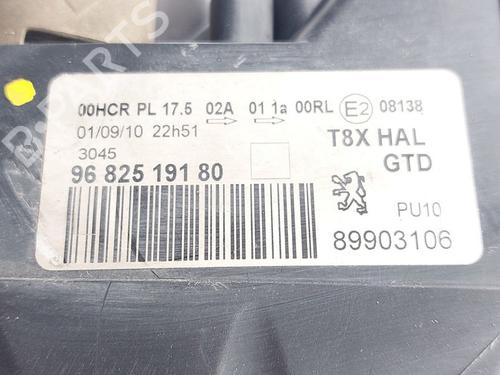 00HCR PL 17.5 02A 01 1a 00RL E2 08138
01/09/10 22h51
T8X HAL
3045
GTD
96 825 191 80
PU10
89903106